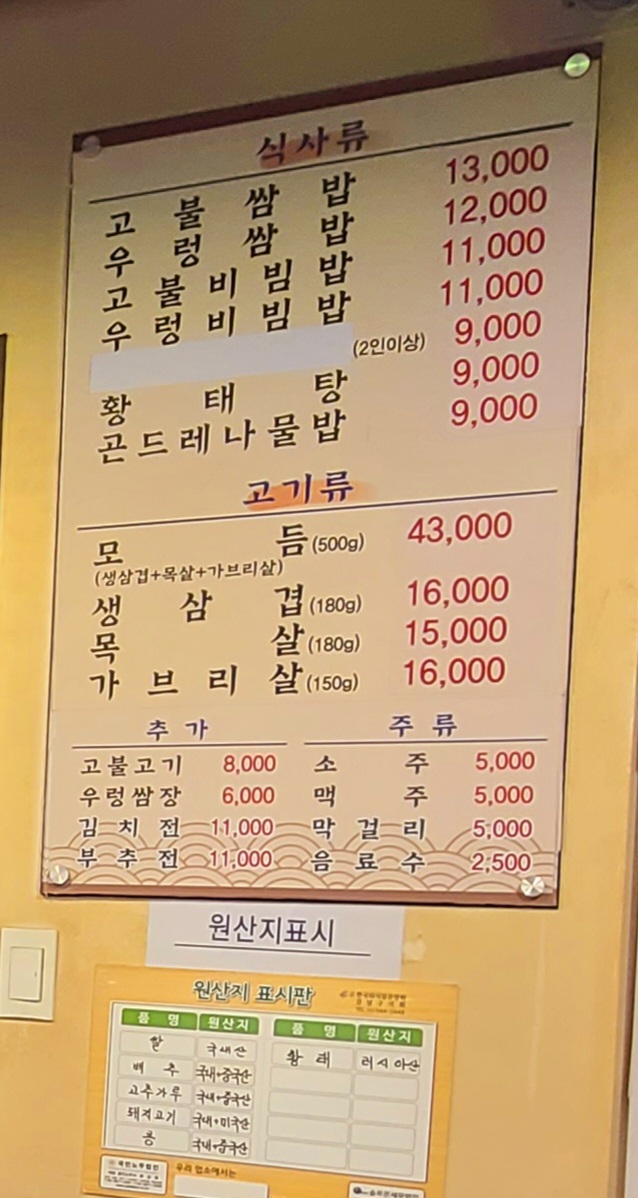 식사류
고불쌈밥 13,000
우렁쌈밥 12,000
고불비빔밥 11,000
우렁비빔밥 11,000
(2인이상) 9,000
황태탕 9,000
곤드레나물밥 9,000
고기류
모듬(500g) 43,000
(생삼겹+목살+가브리살)
생삼겹(180g) 16,000
목살(180g) 15,000
가브리살(150g) 16,000
추가
고불고기 8,000
우렁쌈장 6,000
김치전 11,000
부추전 11,000
주류
소주 5,000
맥주 5,000
막걸리 5,000
음료수 2,500
원산지표시
원산지 표시판
품명 원산지 품명 원산지
쌀 국내산 황태 러시아산
배추 국내+중국산
고추가루 국내+중국산
돼지고기 국내+미국산
콩 국내+중국산
우리 업소에서는